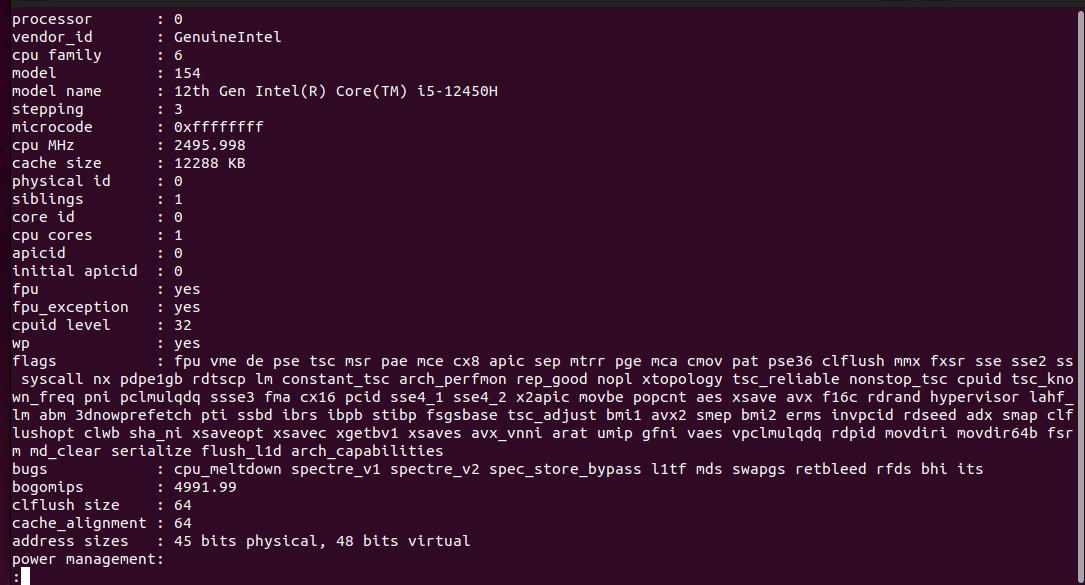 processor       : 0
vendor_id       : GenuineIntel
cpu family      : 6
model           : 154
model name      : 12th Gen Intel(R) Core(TM) i5-12450H
stepping        : 3
microcode       : 0xffffffff
cpu MHz         : 2495.998
cache size      : 12288 KB
physical id     : 0
siblings        : 1
core id         : 0
cpu cores       : 1
apicid          : 0
initial apicid  : 0
fpu             : yes
fpu_exception   : yes
cpuid level     : 32
wp              : yes
flags           : fpu vme de pse tsc msr pae mce cx8 apic sep mtrr pge mca cmov pat pse36 clflush mmx fxsr sse sse2 ss
 syscall nx pdpe1gb rdtscp lm constant_tsc arch_perfmon rep_good nopl xtopology tsc_reliable nonstop_tsc cpuid tsc_kno
wn_freq pni pclmulqdq ssse3 fma cx16 pcid sse4_1 sse4_2 x2apic movbe popcnt aes xsave avx f16c rdrand hypervisor lahf_
lm abm 3dnowprefetch pti ssbd ibrs ibpb stibp fsgsbase tsc_adjust bmi1 avx2 smep bmi2 erms invpcid rdseed adx smap clf
lushopt clwb sha_ni xsaveopt xsavec xgetbv1 xsaves avx_vnni arat umip gfni vaes vpclmulqdq rdpid movdiri movdir64b fsr
m md_clear serialize flush_l1d arch_capabilities
bugs            : cpu_meltdown spectre_v1 spectre_v2 spec_store_bypass l1tf mds swapgs retbleed rfds bhi its
bogomips        : 4991.99
clflush size    : 64
cache_alignment : 64
address sizes   : 45 bits physical, 48 bits virtual
power management:
: